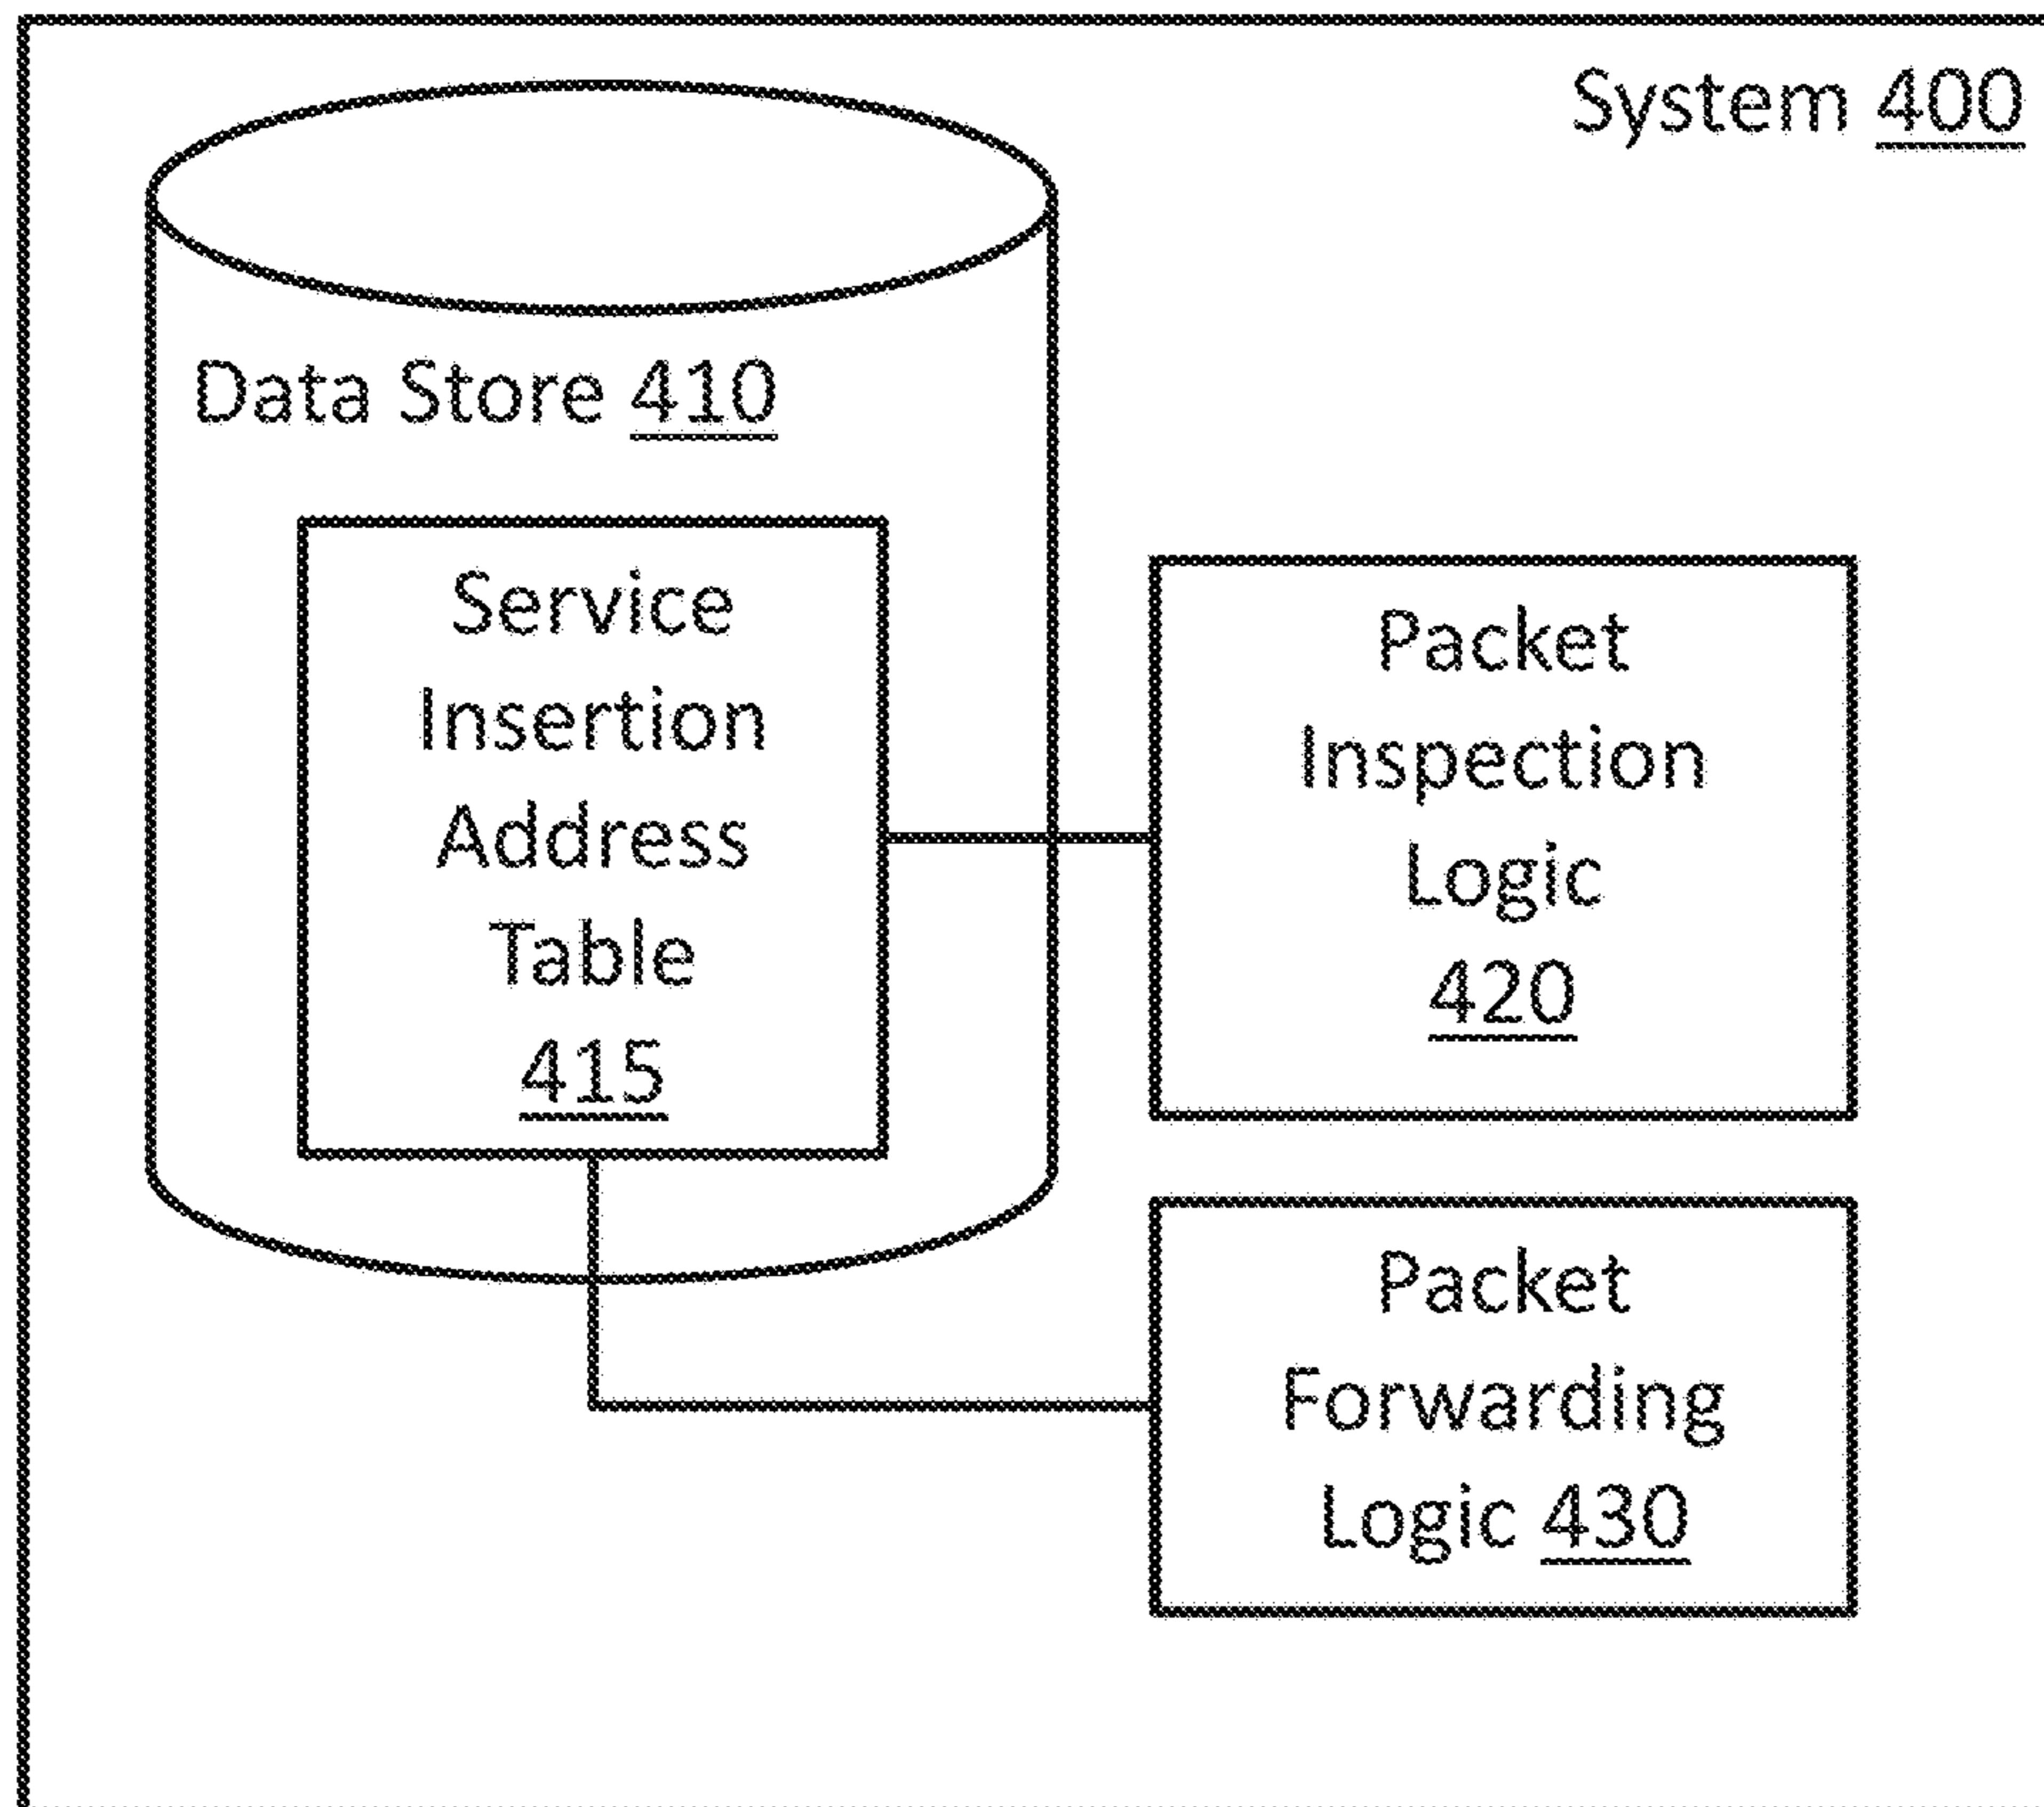 System 400
Data Store 410
Service
Insertion
Address
Table
415
Packet
Inspection
Logic
420
Packet
Forwarding
Logic 430